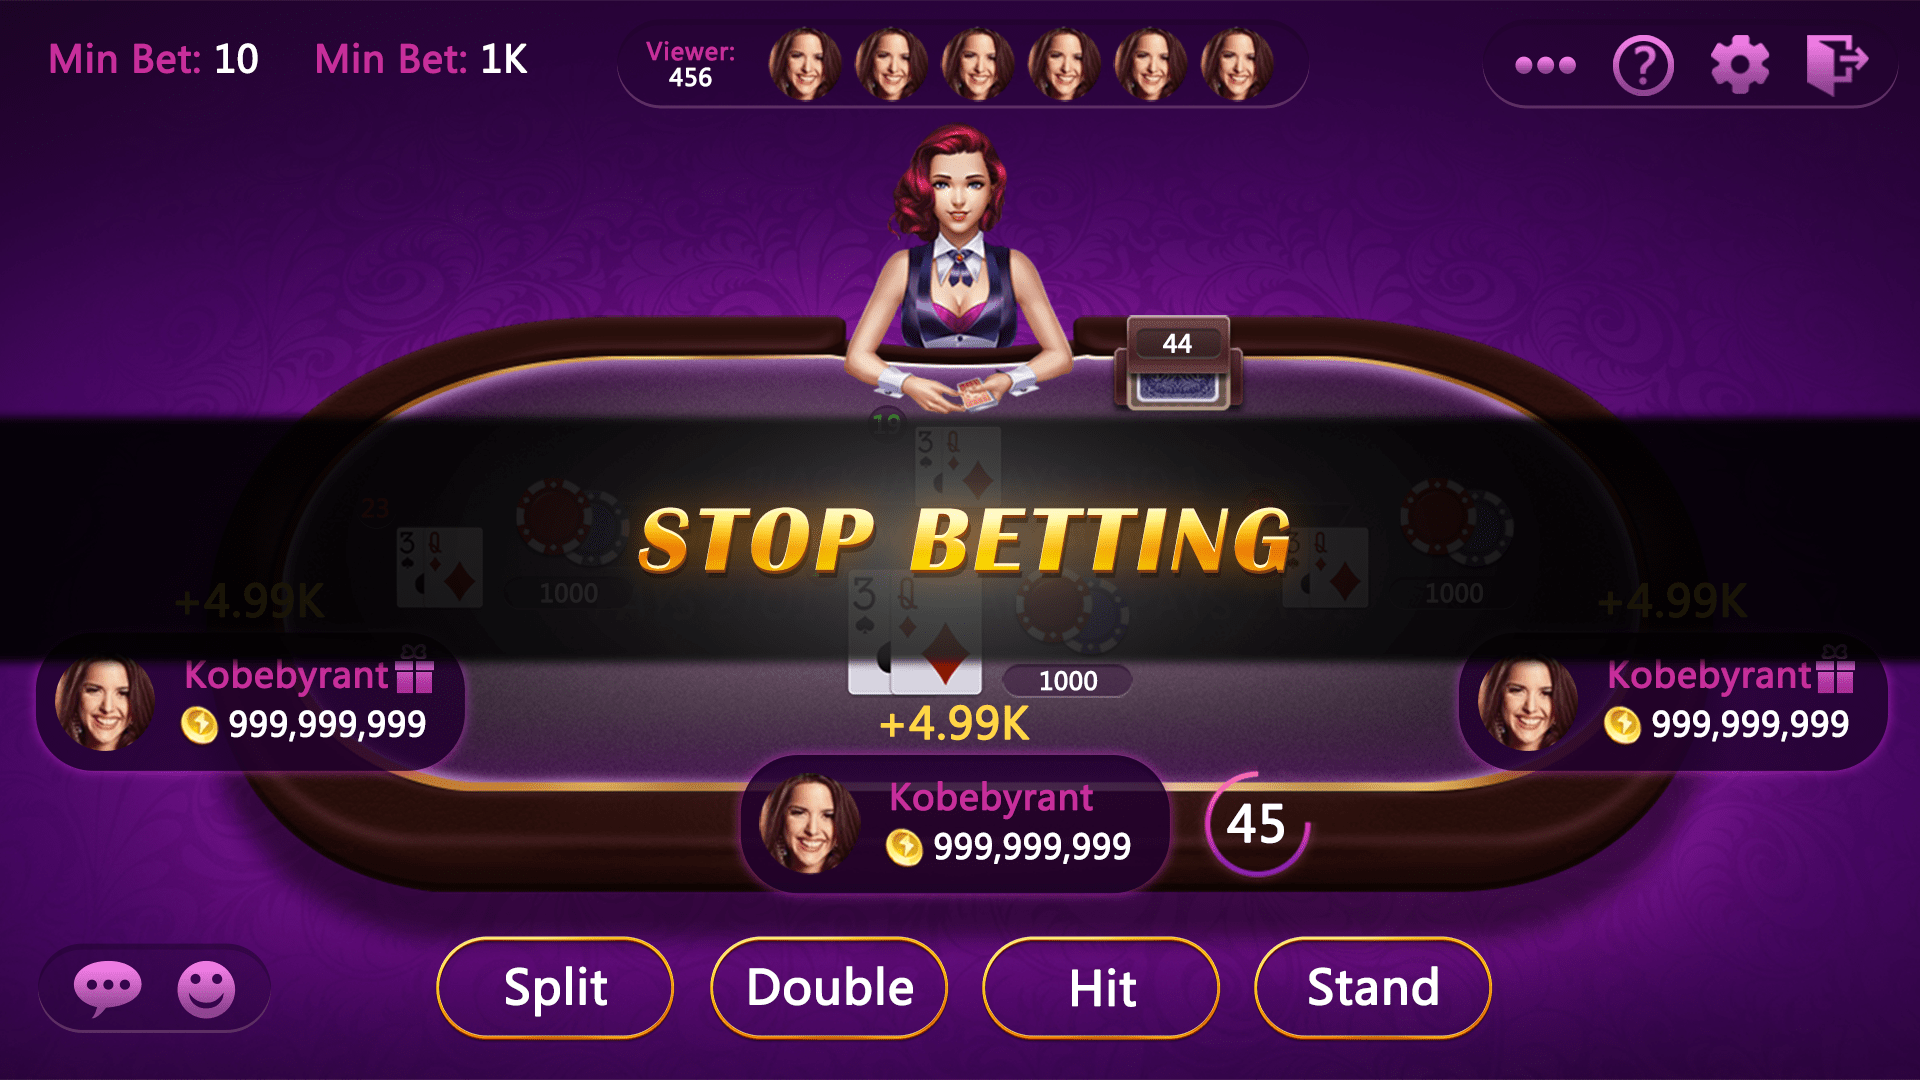 Min Bet: 10
Min Bet: 1K
Viewer:
456
44
19
3 Q
STOP BETTING
23
3 Q
1000
3 Q
1000
3 Q
1000
+4.99K
+4.99K
+4.99K
Kobebyrant
999,999,999
Kobebyrant
999,999,999
Kobebyrant
999,999,999
45
Split
Double
Hit
Stand